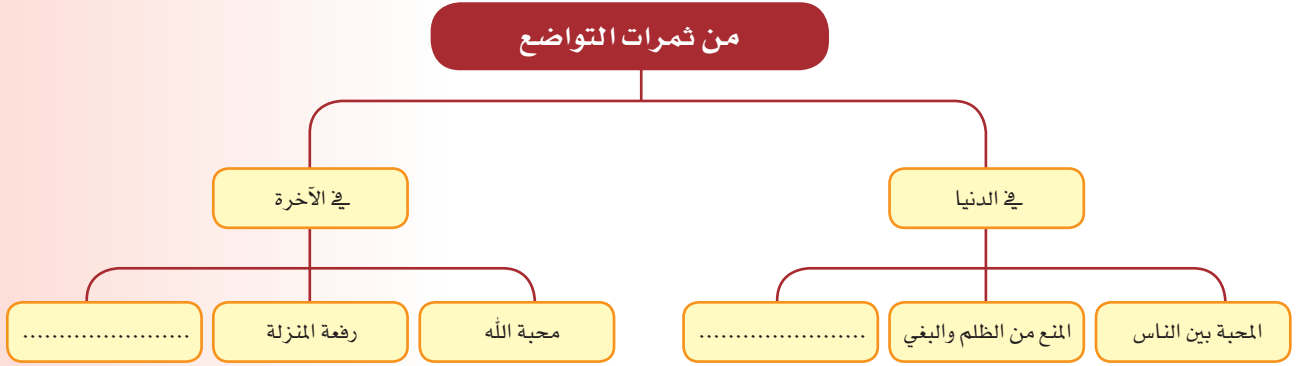 من ثمرات التواضع
في الدنيا
في الآخرة
المحبة بين الناس
المنع من الظلم والبغي
......................
محبة الله
رفعة المنزلة
......................